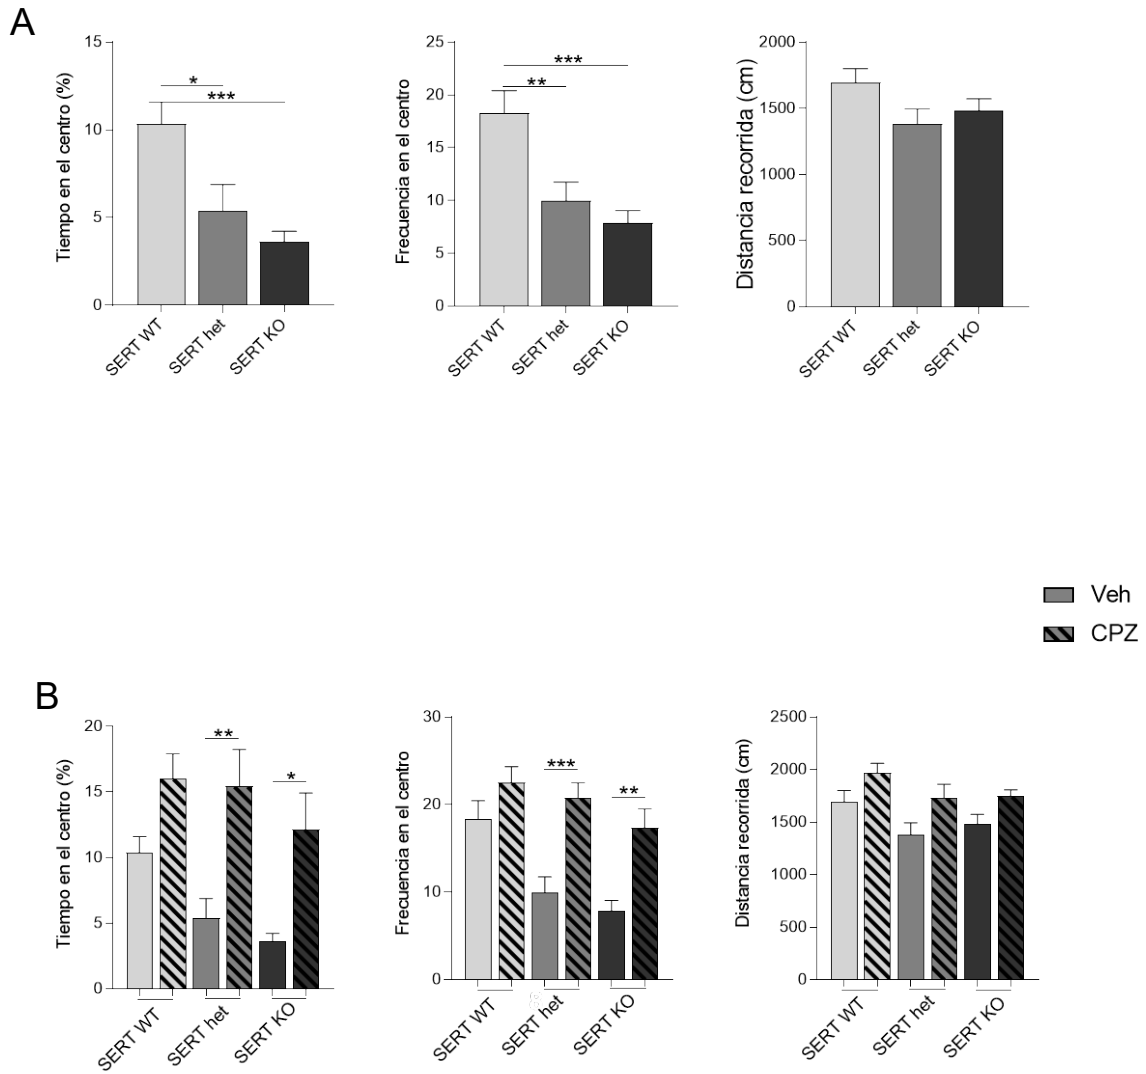 A
Tiempo en el centro (%)
15
10
5
0
*
***
SERT WT
SERT het
SERT KO
Frecuencia en el centro
25
20
15
10
5
0
***
**
SERT WT
SERT het
SERT KO
Distancia recorrida (cm)
2000
1500
1000
500
0
SERT WT
SERT het
SERT KO
Veh
CPZ
B
Tiempo en el centro (%)
20
15
10
5
0
**
*
SERT WT
SERT het
SERT KO
Frecuencia en el centro
30
20
10
0
***
**
SERT WT
SERT het
SERT KO
Distancia recorrida (cm)
2500
2000
1500
1000
500
0
SERT WT
SERT het
SERT KO